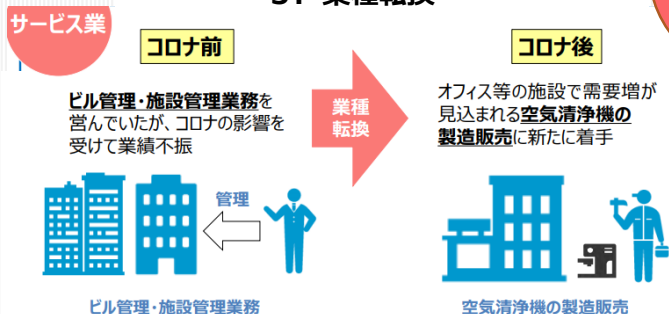 業種転換
サービス業
コロナ前
ビル管理・施設管理業務を
営んでいたが、コロナの影響を
受けて業績不振
管理
ビル管理・施設管理業務
業種
転換
コロナ後
オフィス等の施設で需要増が
見込まれる空気清浄機の
製造販売に新たに着手
空気清浄機の製造販売